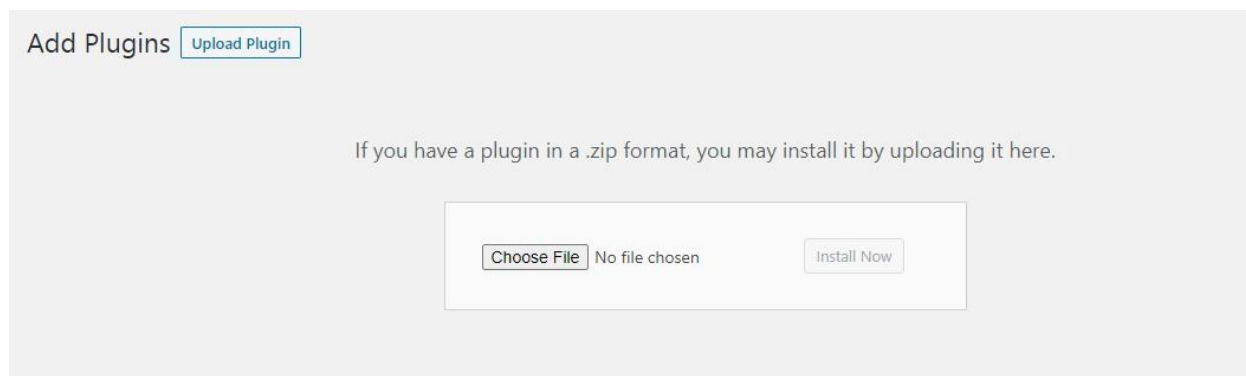 Add Plugins Upload Plugin
If you have a plugin in a .zip format, you may install it by uploading it here.
Choose File No file chosen Install Now